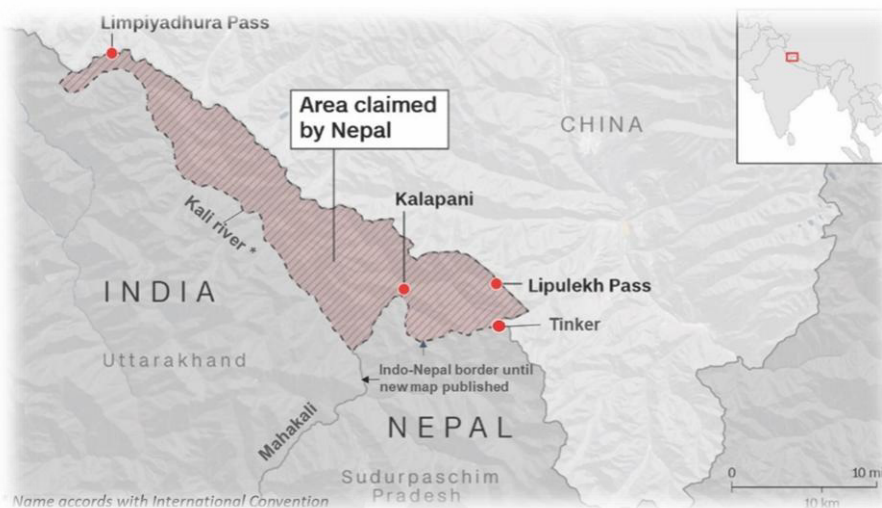 Limpiyadhura Pass
Area claimed
by Nepal
CHINA
Kalapani
Kali river *
INDIA
Lipulekh Pass
Tinker
Uttarakhand
Indo-Nepal border until
new map published
Mahakali
NEPAL
Sudurpaschim
Pradesh
0 10 m
10 km
* Name accords with International Convention